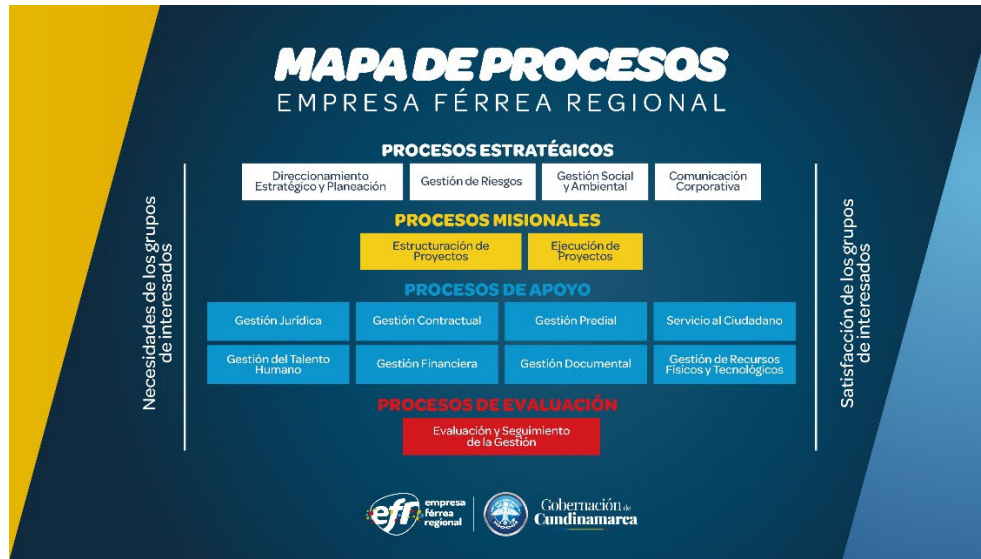 MAPA DE PROCESOS
EMPRESA FÉRREA REGIONAL
Necesidades de los grupos
de interesados
PROCESOS ESTRATÉGICOS
Direccionamiento
Estratégico y Planeación
Gestión de Riesgos
Gestión Social
y Ambiental
Comunicación
Corporativa
PROCESOS MISIONALES
Estructuración de
Proyectos
Ejecución de
Proyectos
PROCESOS DE APOYO
Gestión Jurídica
Gestión Contractual
Gestión Predial
Servicio al Ciudadano
Gestión del Talento
Humano
Gestión Financiera
Gestión Documental
Gestión de Recursos
Físicos y Tecnológicos
PROCESOS DE EVALUACIÓN
Evaluación y Seguimiento
de la Gestión
Satisfacción de los grupos
de interesados
efr
empresa
férrea
regional
Gobernación de
Cundinamarca